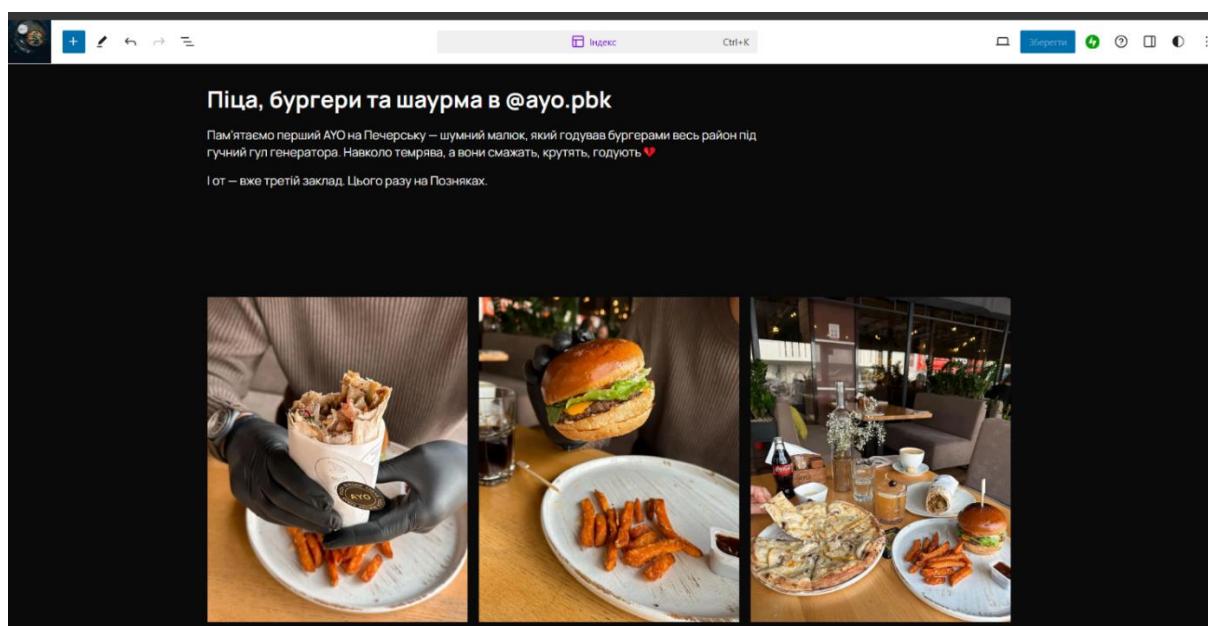 Індекс
Ctrl+K
Зберегти
Піца, бургери та шаурма в @ayo.pbk
Пам'ятаємо перший AYO на Печерську — шумний малюк, який годував бургерами весь район під
гучний гул генератора. Навколо темрява, а вони смажать, крутять, годують 💔
І от — вже третій заклад. Цього разу на Позняках.
AYO